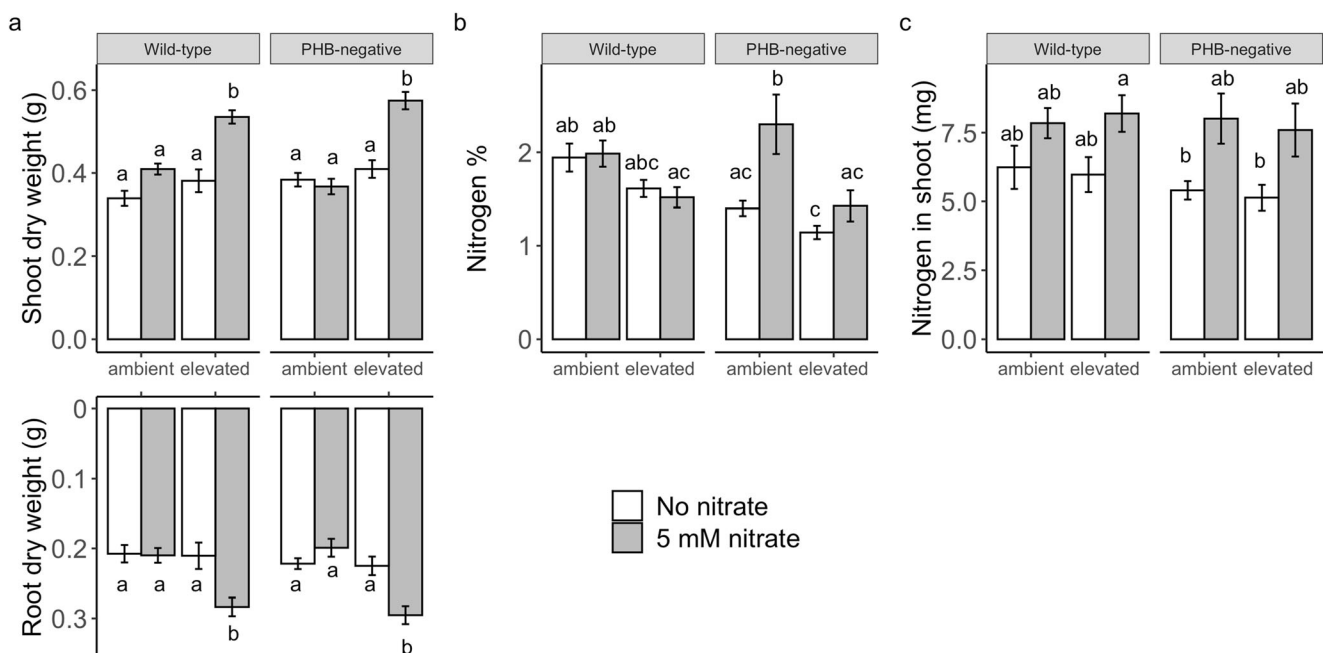 a
Wild-type
PHB-negative
Shoot dry weight (g)
0.6
0.4
0.2
0.0
a
a
a
b
a
a
a
b
ambient elevated
ambient elevated
Root dry weight (g)
0
0.1
0.2
0.3
a
a
a
b
a
a
a
b
b
Wild-type
PHB-negative
Nitrogen %
2
1
0
ab
ab
abc
ac
ac
b
c
ac
ambient elevated
ambient elevated
No nitrate
5 mM nitrate
c
Wild-type
PHB-negative
Nitrogen in shoot (mg)
7.5
5.0
2.5
0.0
ab
ab
ab
a
b
ab
b
ab
ambient elevated
ambient elevated